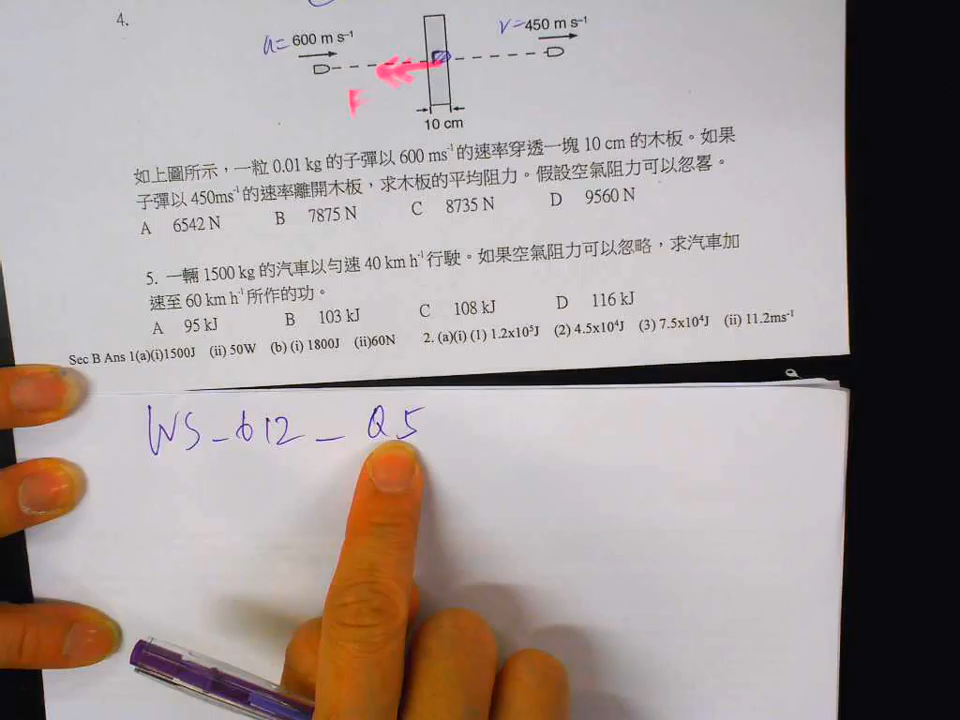 4.
u= 600 m s⁻¹
v= 450 m s⁻¹
F
10 cm
如上圖所示，一粒 0.01 kg 的子彈以 600 ms⁻¹ 的速率穿透一塊 10 cm 的木板。如果
子彈以 450ms⁻¹ 的速率離開木板，求木板的平均阻力。假設空氣阻力可以忽畧。
A 6542 N B 7875 N C 8735 N D 9560 N
5. 一輛 1500 kg 的汽車以勻速 40 km h⁻¹ 行駛。如果空氣阻力可以忽略，求汽車加
速至 60 km h⁻¹ 所作的功。
A 95 kJ B 103 kJ C 108 kJ D 116 kJ
Sec B Ans 1(a)(i)1500J (ii) 50W (b) (i) 1800J (ii)60N 2. (a)(i) (1) 1.2x10⁵J (2) 4.5x10⁴J (3) 7.5x10⁴J (ii) 11.2ms⁻¹
WS_612_Q5